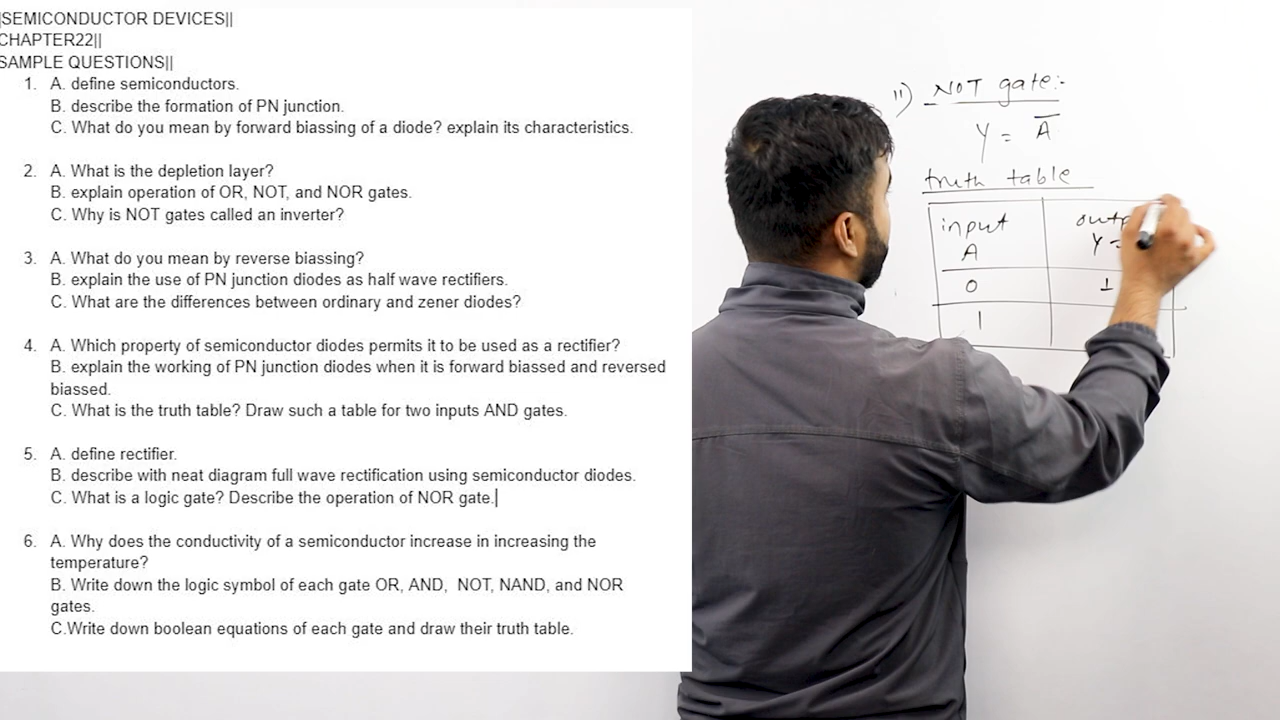 |SEMICONDUCTOR DEVICES||
CHAPTER22||
SAMPLE QUESTIONS||
1. A. define semiconductors.
B. describe the formation of PN junction.
C. What do you mean by forward biassing of a diode? explain its characteristics.
2. A. What is the depletion layer?
B. explain operation of OR, NOT, and NOR gates.
C. Why is NOT gates called an inverter?
3. A. What do you mean by reverse biassing?
B. explain the use of PN junction diodes as half wave rectifiers.
C. What are the differences between ordinary and zener diodes?
4. A. Which property of semiconductor diodes permits it to be used as a rectifier?
B. explain the working of PN junction diodes when it is forward biassed and reversed
biassed.
C. What is the truth table? Draw such a table for two inputs AND gates.
5. A. define rectifier.
B. describe with neat diagram full wave rectification using semiconductor diodes.
C. What is a logic gate? Describe the operation of NOR gate.
6. A. Why does the conductivity of a semiconductor increase in increasing the
temperature?
B. Write down the logic symbol of each gate OR, AND,  NOT, NAND, and NOR
gates.
C.Write down boolean equations of each gate and draw their truth table.
ii) NOT gate:-
Y = A̅
truth table
input outp
A Y =
0 1
1